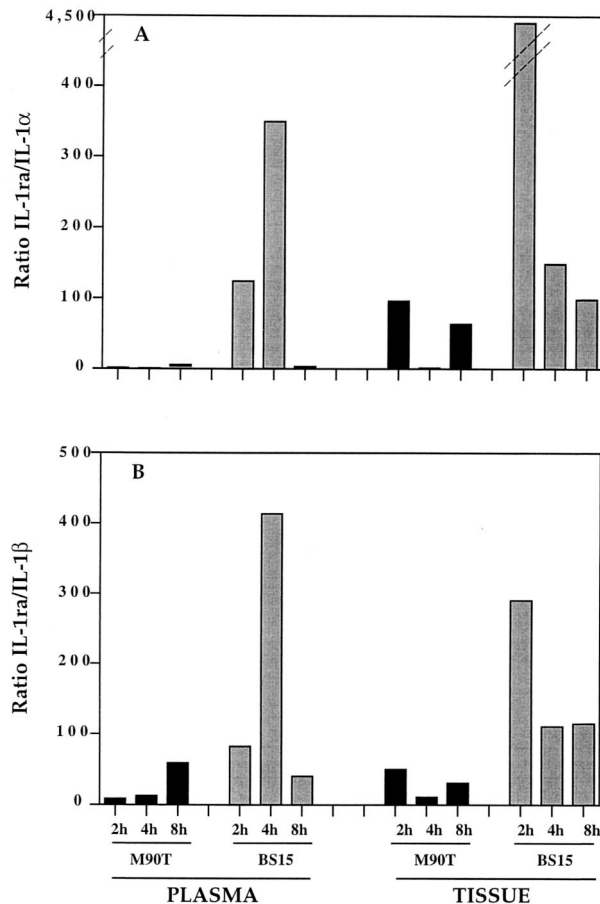 4,500
A
400
300
200
100
0
Ratio IL-1ra/IL-1α
500
B
400
300
200
100
0
Ratio IL-1ra/IL-1β
2h 4h 8h 2h 4h 8h 2h 4h 8h 2h 4h 8h
M90T BS15 M90T BS15
PLASMA TISSUE